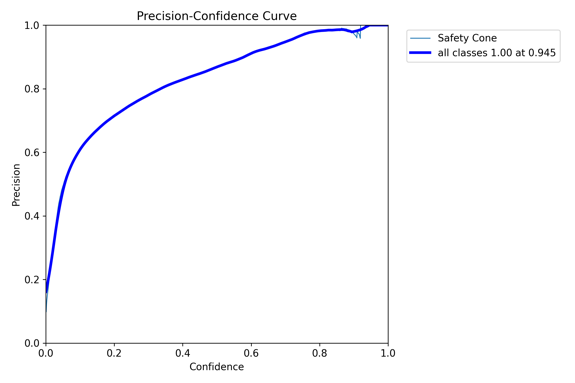 Precision-Confidence Curve
Safety Cone
all classes 1.00 at 0.945
Precision
1.0
0.8
0.6
0.4
0.2
0.0
0.0 0.2 0.4 0.6 0.8 1.0
Confidence